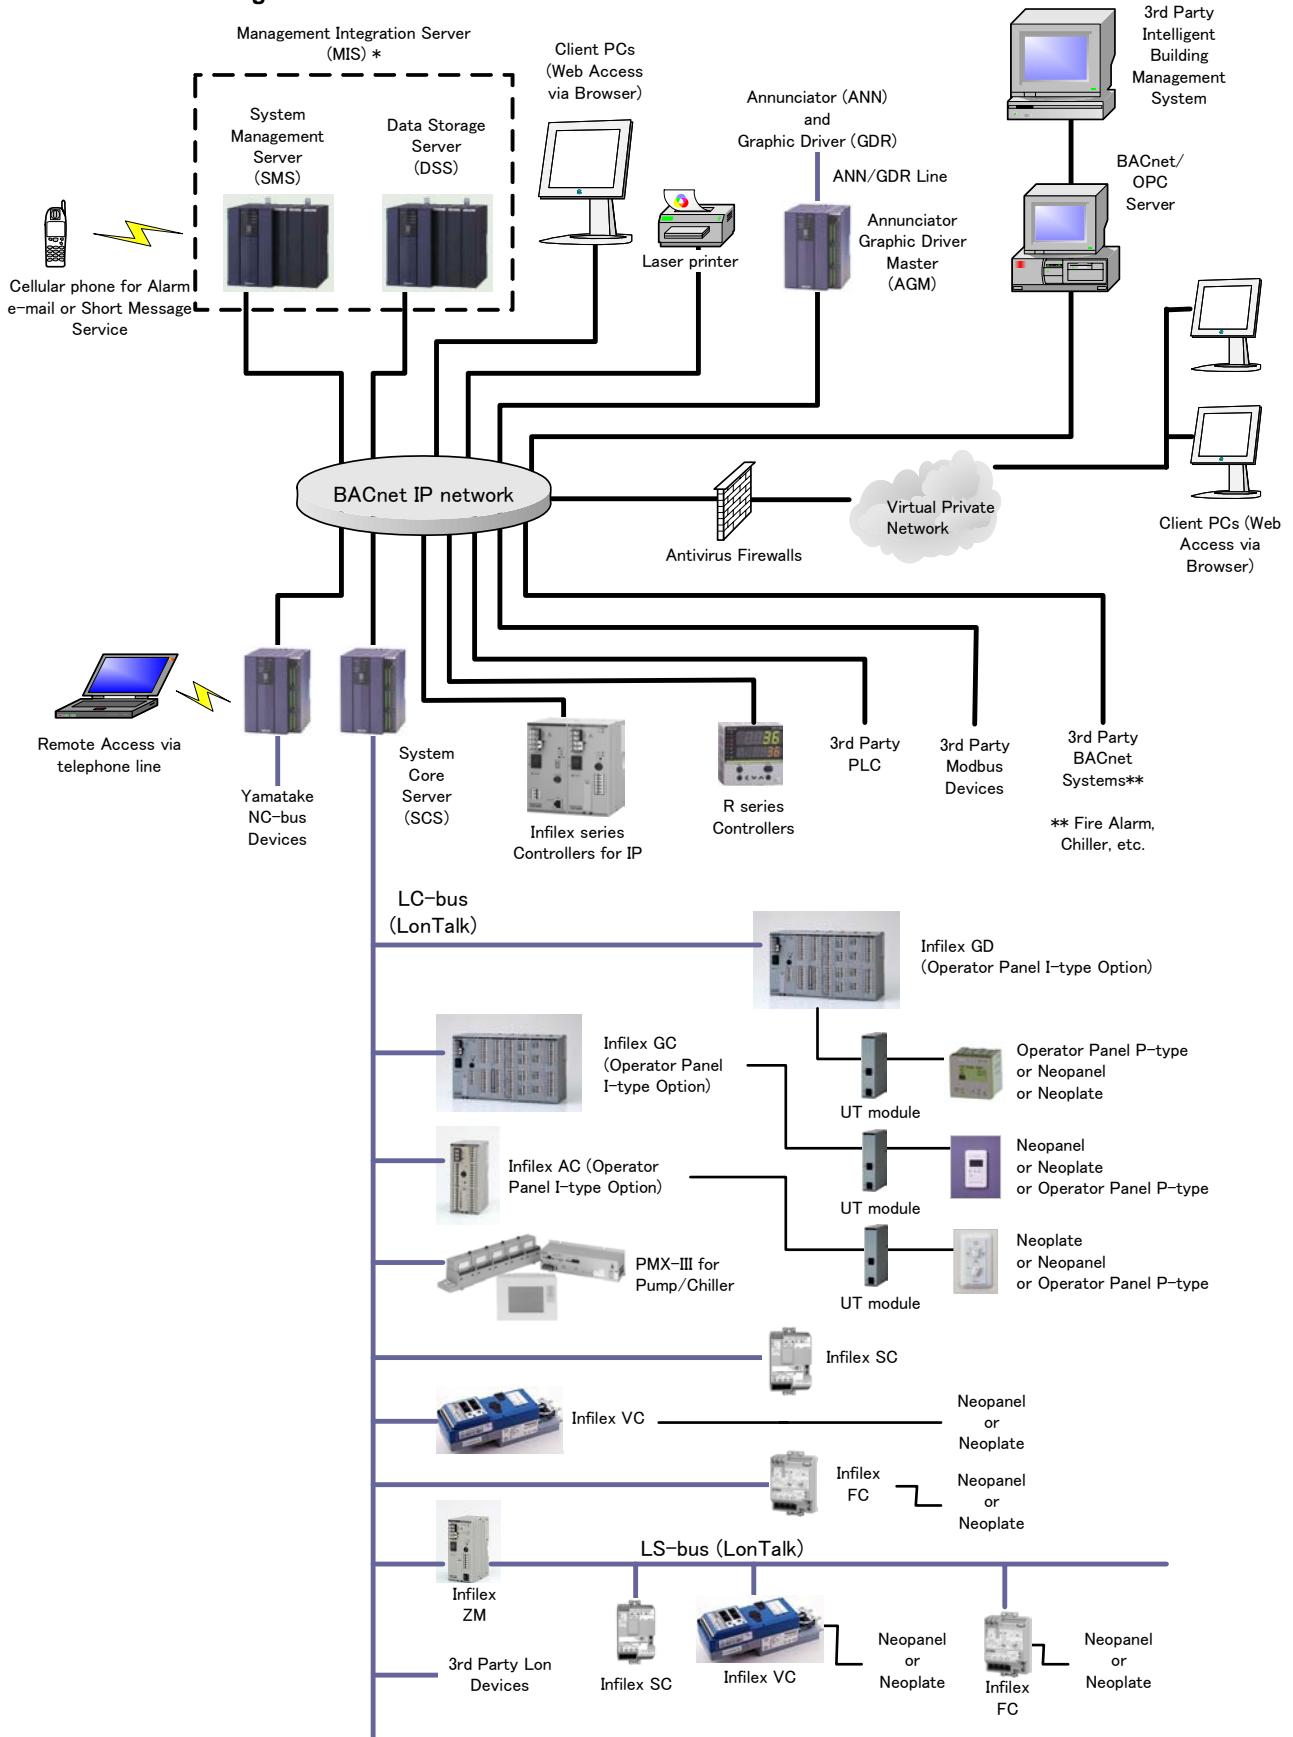 Management Integration Server
(MIS) *
System
Management
Server
(SMS)
Data Storage
Server
(DSS)
Client PCs
(Web Access
via Browser)
Annunciator (ANN)
and
Graphic Driver (GDR)
ANN/GDR Line
Annunciator
Graphic Driver
Master
(AGM)
3rd Party
Intelligent
Building
Management
System
BACnet/
OPC
Server
Laser printer
Cellular phone for Alarm
e-mail or Short Message
Service
BACnet IP network
Antivirus Firewalls
Virtual Private
Network
Client PCs (Web
Access via
Browser)
Remote Access via
telephone line
Yamatake
NC-bus
Devices
System
Core
Server
(SCS)
Infilex series
Controllers for IP
R series
Controllers
3rd Party
PLC
3rd Party
Modbus
Devices
3rd Party
BACnet
Systems**
** Fire Alarm,
Chiller, etc.
LC-bus
(LonTalk)
Infilex GD
(Operator Panel I-type Option)
Infilex GC
(Operator Panel
I-type Option)
UT module
Operator Panel P-type
or Neopanel
or Neoplate
Infilex AC (Operator
Panel I-type Option)
UT module
Neopanel
or Neoplate
or Operator Panel P-type
PMX-III for
Pump/Chiller
UT module
Neoplate
or Neopanel
or Operator Panel P-type
Infilex SC
Infilex VC
Neopanel
or
Neoplate
Infilex
FC
Neopanel
or
Neoplate
LS-bus (LonTalk)
Infilex
ZM
3rd Party Lon
Devices
Infilex SC
Infilex VC
Neopanel
or
Neoplate
Infilex
FC
Neopanel
or
Neoplate